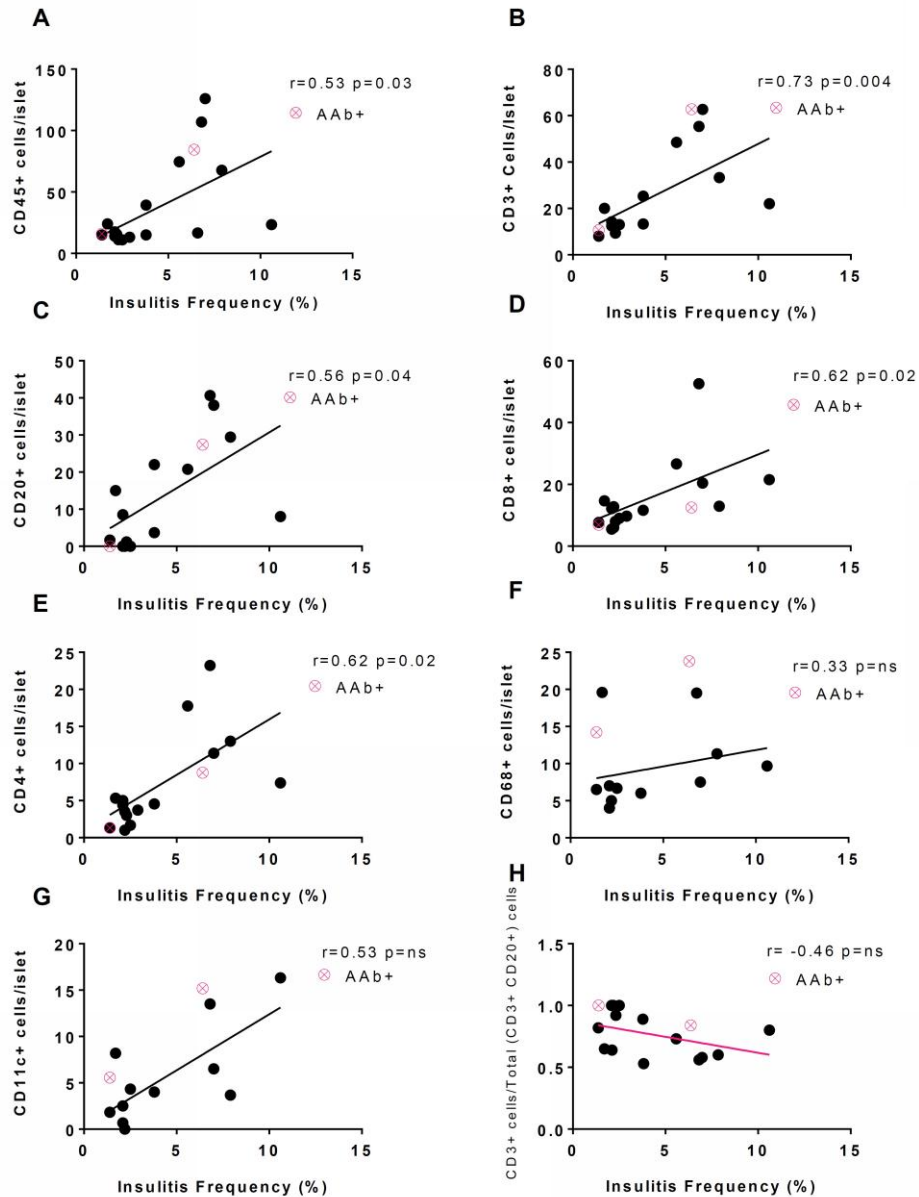 A
CD45+ cells/islet
150
100
50
0
0 5 10 15
Insulitis Frequency (%)
r=0.53 p=0.03
AAb+
B
CD3+ Cells/Islet
80
60
40
20
0
0 5 10 15
Insulitis Frequency (%)
r=0.73 p=0.004
AAb+
C
CD20+ cells/islet
50
40
30
20
10
0
0 5 10 15
Insulitis Frequency (%)
r=0.56 p=0.04
AAb+
D
CD8+ cells/islet
60
40
20
0
0 5 10 15
Insulitis Frequency (%)
r=0.62 p=0.02
AAb+
E
CD4+ cells/islet
25
20
15
10
5
0
0 5 10 15
Insulitis Frequency (%)
r=0.62 p=0.02
AAb+
F
CD68+ cells/islet
25
20
15
10
5
0
0 5 10 15
Insulitis Frequency (%)
r=0.33 p=ns
AAb+
G
CD11c+ cells/islet
20
15
10
5
0
0 5 10 15
Insulitis Frequency (%)
r=0.53 p=ns
AAb+
H
CD3+ cells/Total (CD3+ CD20+) cells
1.5
1.0
0.5
0.0
0 5 10 15
Insulitis Frequency (%)
r= -0.46 p=ns
AAb+